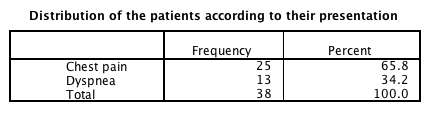 Distribution of the patients according to their presentation
Frequency Percent
Chest pain 25 65.8
Dyspnea 13 34.2
Total 38 100.0